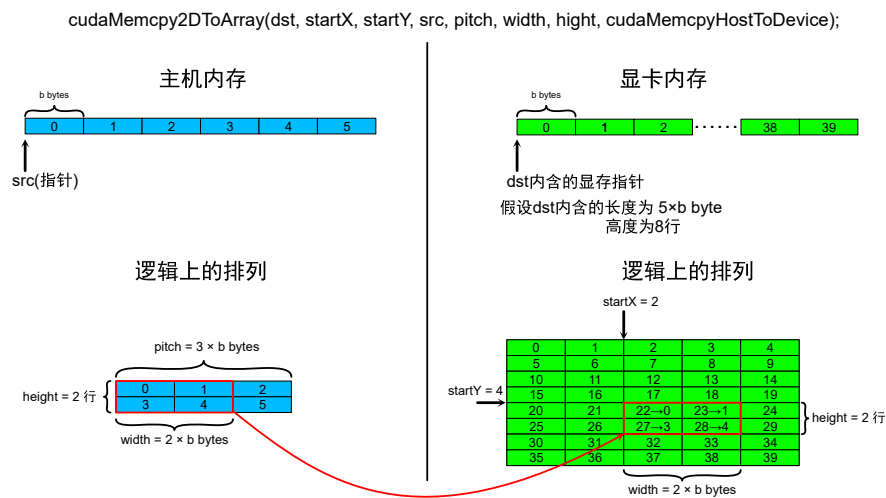 cudaMemcpy2DToArray(dst, startX, startY, src, pitch, width, hight, cudaMemcpyHostToDevice);
主机内存
b bytes
0 1 2 3 4 5
src(指针)
逻辑上的排列
pitch = 3 × b bytes
height = 2 行
0 1 2
3 4 5
width = 2 × b bytes
显卡内存
b bytes
0 1 2 ······ 38 39
dst内含的显存指针
假设dst内含的长度为 5×b byte
高度为8行
逻辑上的排列
startX = 2
startY = 4
0 1 2 3 4
5 6 7 8 9
10 11 12 13 14
15 16 17 18 19
20 21 22→0 23→1 24
25 26 27→3 28→4 29
30 31 32 33 34
35 36 37 38 39
height = 2 行
width = 2 × b bytes